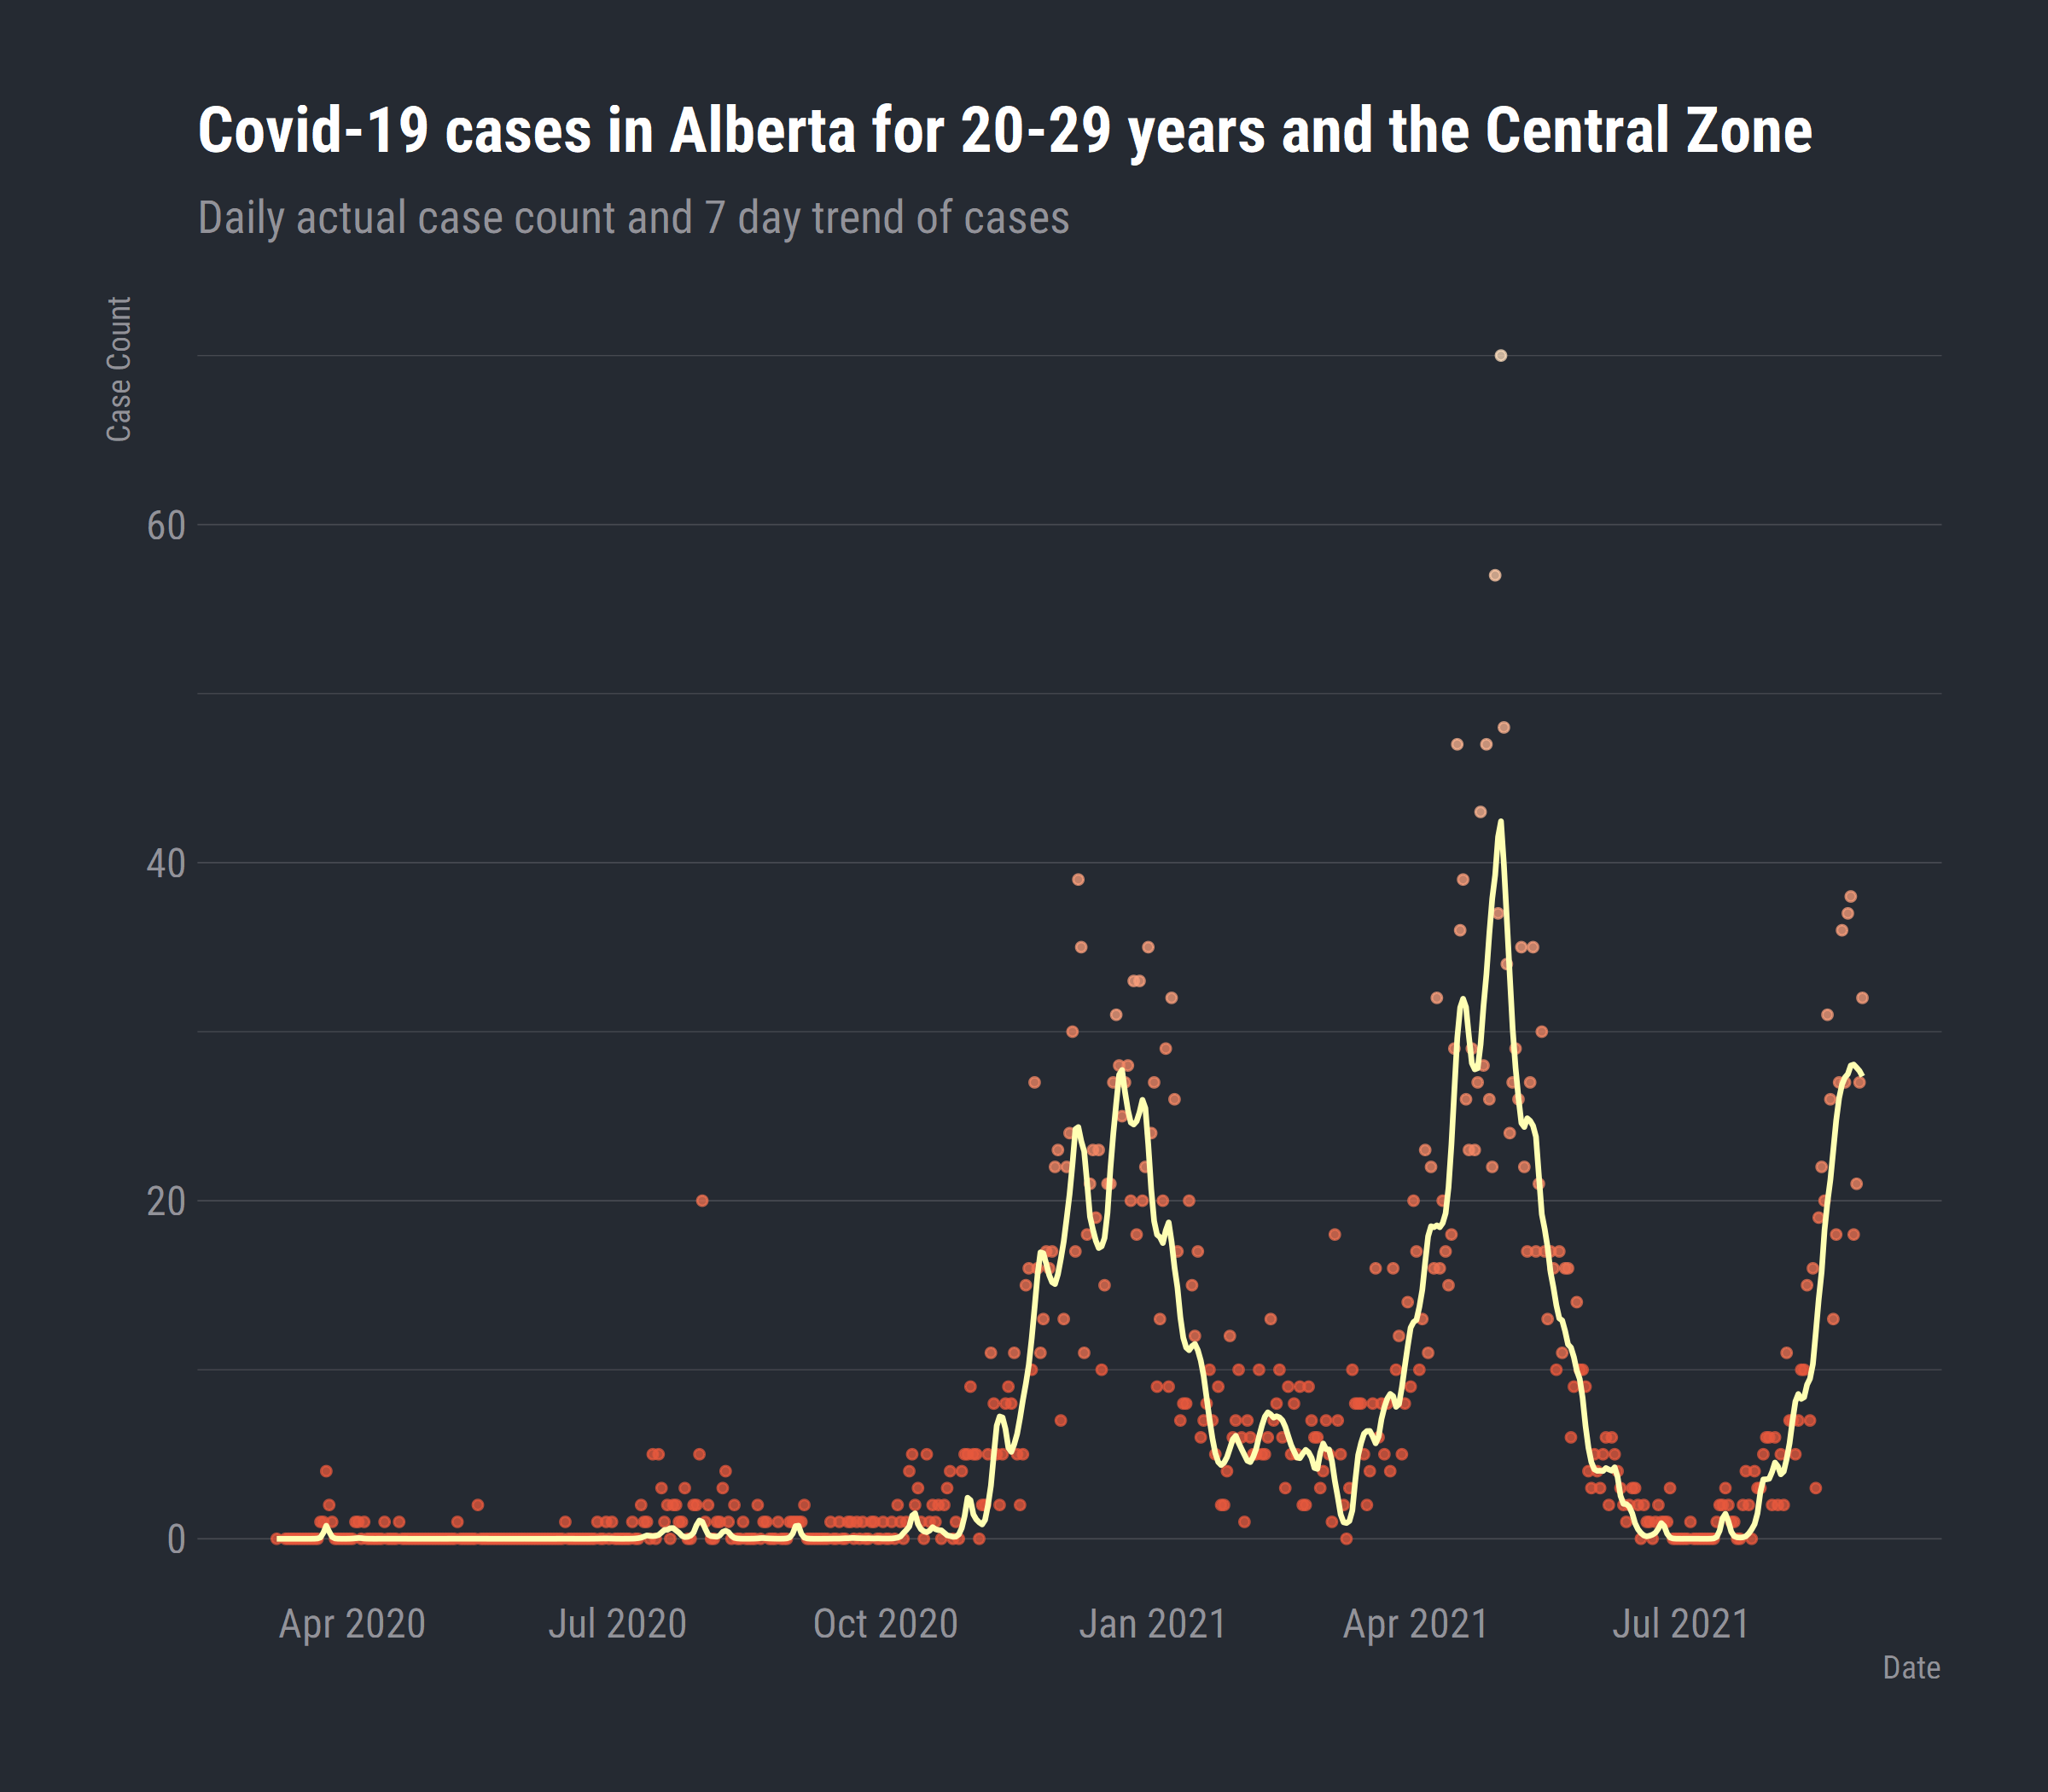 Covid-19 cases in Alberta for 20-29 years and the Central Zone
Daily actual case count and 7 day trend of cases
Case Count
60
40
20
0
Apr 2020
Jul 2020
Oct 2020
Jan 2021
Apr 2021
Jul 2021
Date